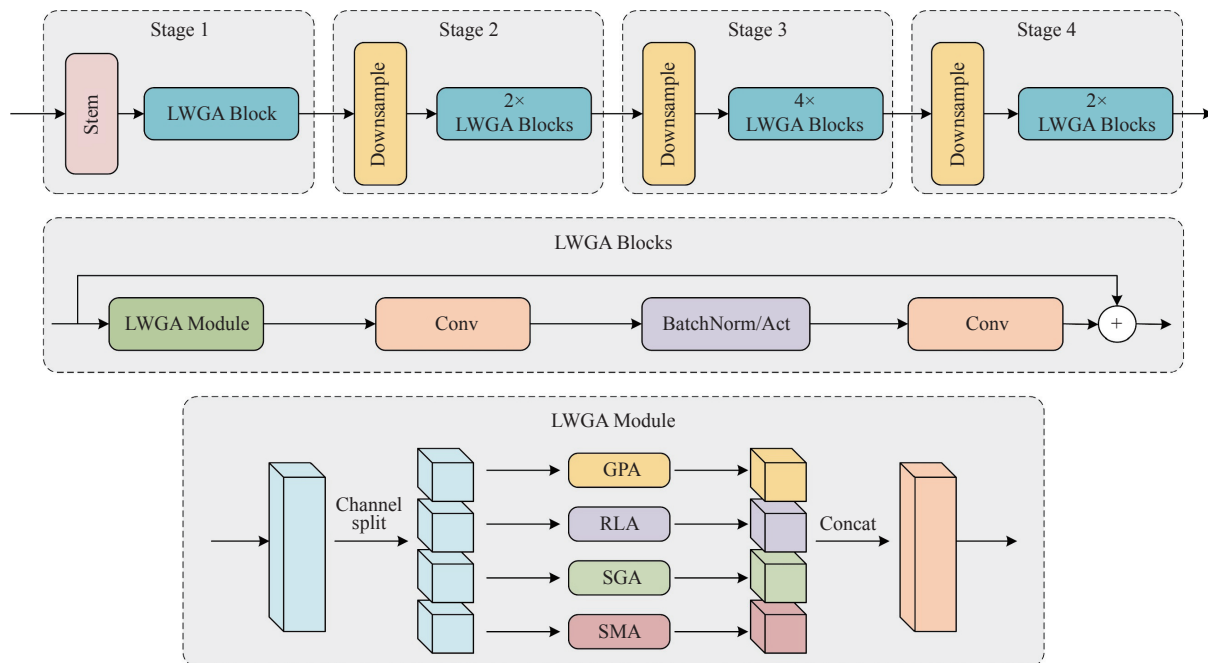 Stage 1
Stage 2
Stage 3
Stage 4
Stem
LWGA Block
Downsample
2×
LWGA Blocks
Downsample
4×
LWGA Blocks
Downsample
2×
LWGA Blocks
LWGA Blocks
LWGA Module
Conv
BatchNorm/Act
Conv
+
LWGA Module
Channel
split
GPA
RLA
SGA
SMA
Concat